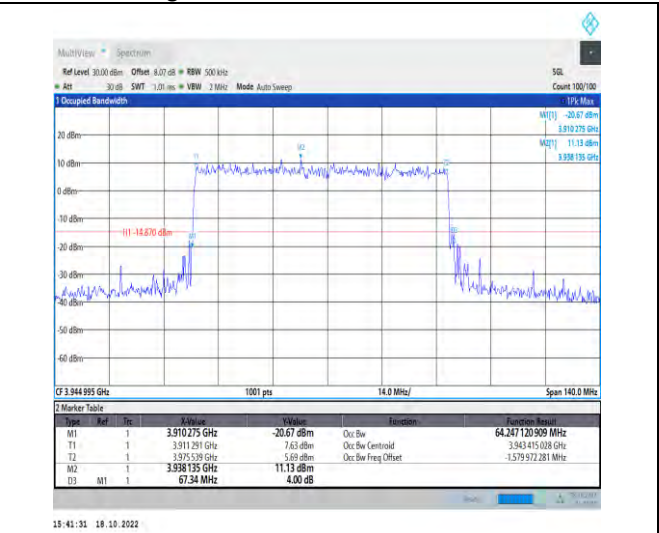 MultiView Spectrum
Ref Level 30.00 dBm Offset 8.07 dB RBW 500 kHz SGL
Att 30 dB SWT 1.01 ms VBW 2 MHz Mode Auto Sweep Count 100/100
1 Occupied Bandwidth 1Pk Max
M1[1] -20.67 dBm
3.910 275 GHz
M2[1] 11.13 dBm
3.938 135 GHz
20 dBm
M2
T1 T2
10 dBm
0 dBm
-10 dBm
H1 -14.870 dBm
M1 D3
-20 dBm
-30 dBm
-40 dBm
-50 dBm
-60 dBm
CF 3.944 995 GHz 1001 pts 14.0 MHz/ Span 140.0 MHz
2 Marker Table
Type Ref Trc X-Value Y-Value Function Function Result
M1 1 3.910 275 GHz -20.67 dBm Occ Bw 64.247 120 909 MHz
T1 1 3.911 291 GHz 7.63 dBm Occ Bw Centroid 3.943 415 028 GHz
T2 1 3.975 539 GHz 5.69 dBm Occ Bw Freq Offset -1.579 972 281 MHz
M2 1 3.938 135 GHz 11.13 dBm
D3 M1 1 67.34 MHz 4.00 dB
15:41:31 18.10.2022